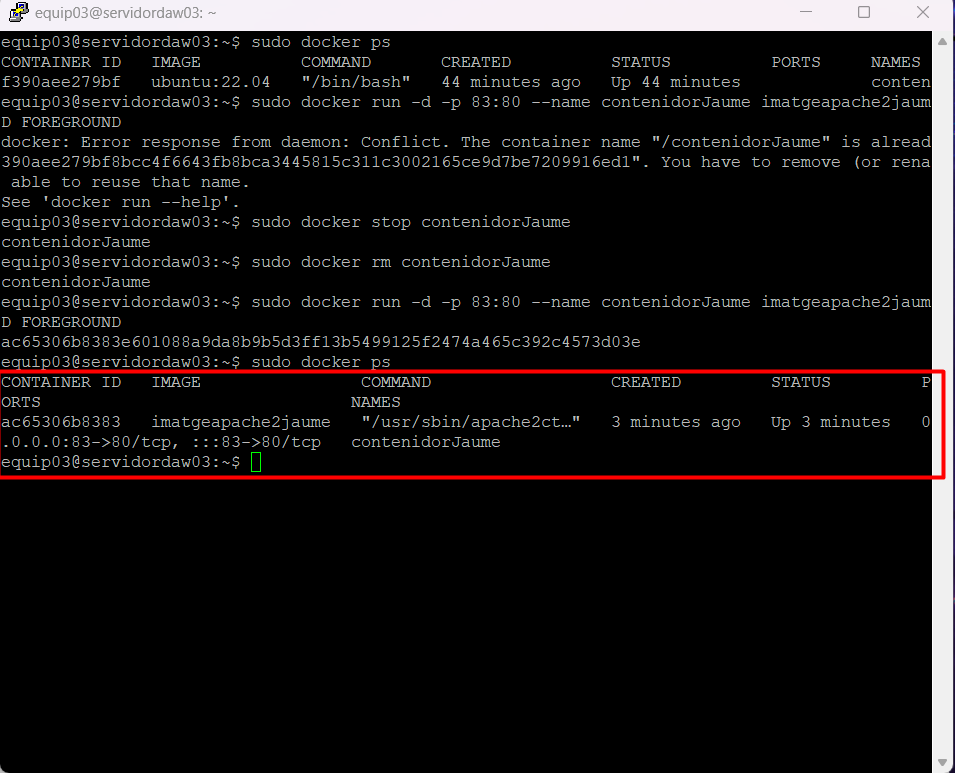 equip03@servidordaw03: ~
equip03@servidordaw03:~$ sudo docker ps
CONTAINER ID   IMAGE          COMMAND       CREATED          STATUS          PORTS     NAMES
f390aee279bf   ubuntu:22.04   "/bin/bash"   44 minutes ago   Up 44 minutes             conten
equip03@servidordaw03:~$ sudo docker run -d -p 83:80 --name contenidorJaume imatgeapache2jaum
D FOREGROUND
docker: Error response from daemon: Conflict. The container name "/contenidorJaume" is alread
390aee279bf8bcc4f6643fb8bca3445815c311c3002165ce9d7be7209916ed1". You have to remove (or rena
 able to reuse that name.
See 'docker run --help'.
equip03@servidordaw03:~$ sudo docker stop contenidorJaume
contenidorJaume
equip03@servidordaw03:~$ sudo docker rm contenidorJaume
contenidorJaume
equip03@servidordaw03:~$ sudo docker run -d -p 83:80 --name contenidorJaume imatgeapache2jaum
D FOREGROUND
ac65306b8383e601088a9da8b9b5d3ff13b5499125f2474a465c392c4573d03e
equip03@servidordaw03:~$ sudo docker ps
CONTAINER ID   IMAGE                COMMAND                  CREATED         STATUS         P
ORTS                               NAMES
ac65306b8383   imatgeapache2jaume   "/usr/sbin/apache2ct…"   3 minutes ago   Up 3 minutes   0
.0.0.0:83->80/tcp, :::83->80/tcp   contenidorJaume
equip03@servidordaw03:~$